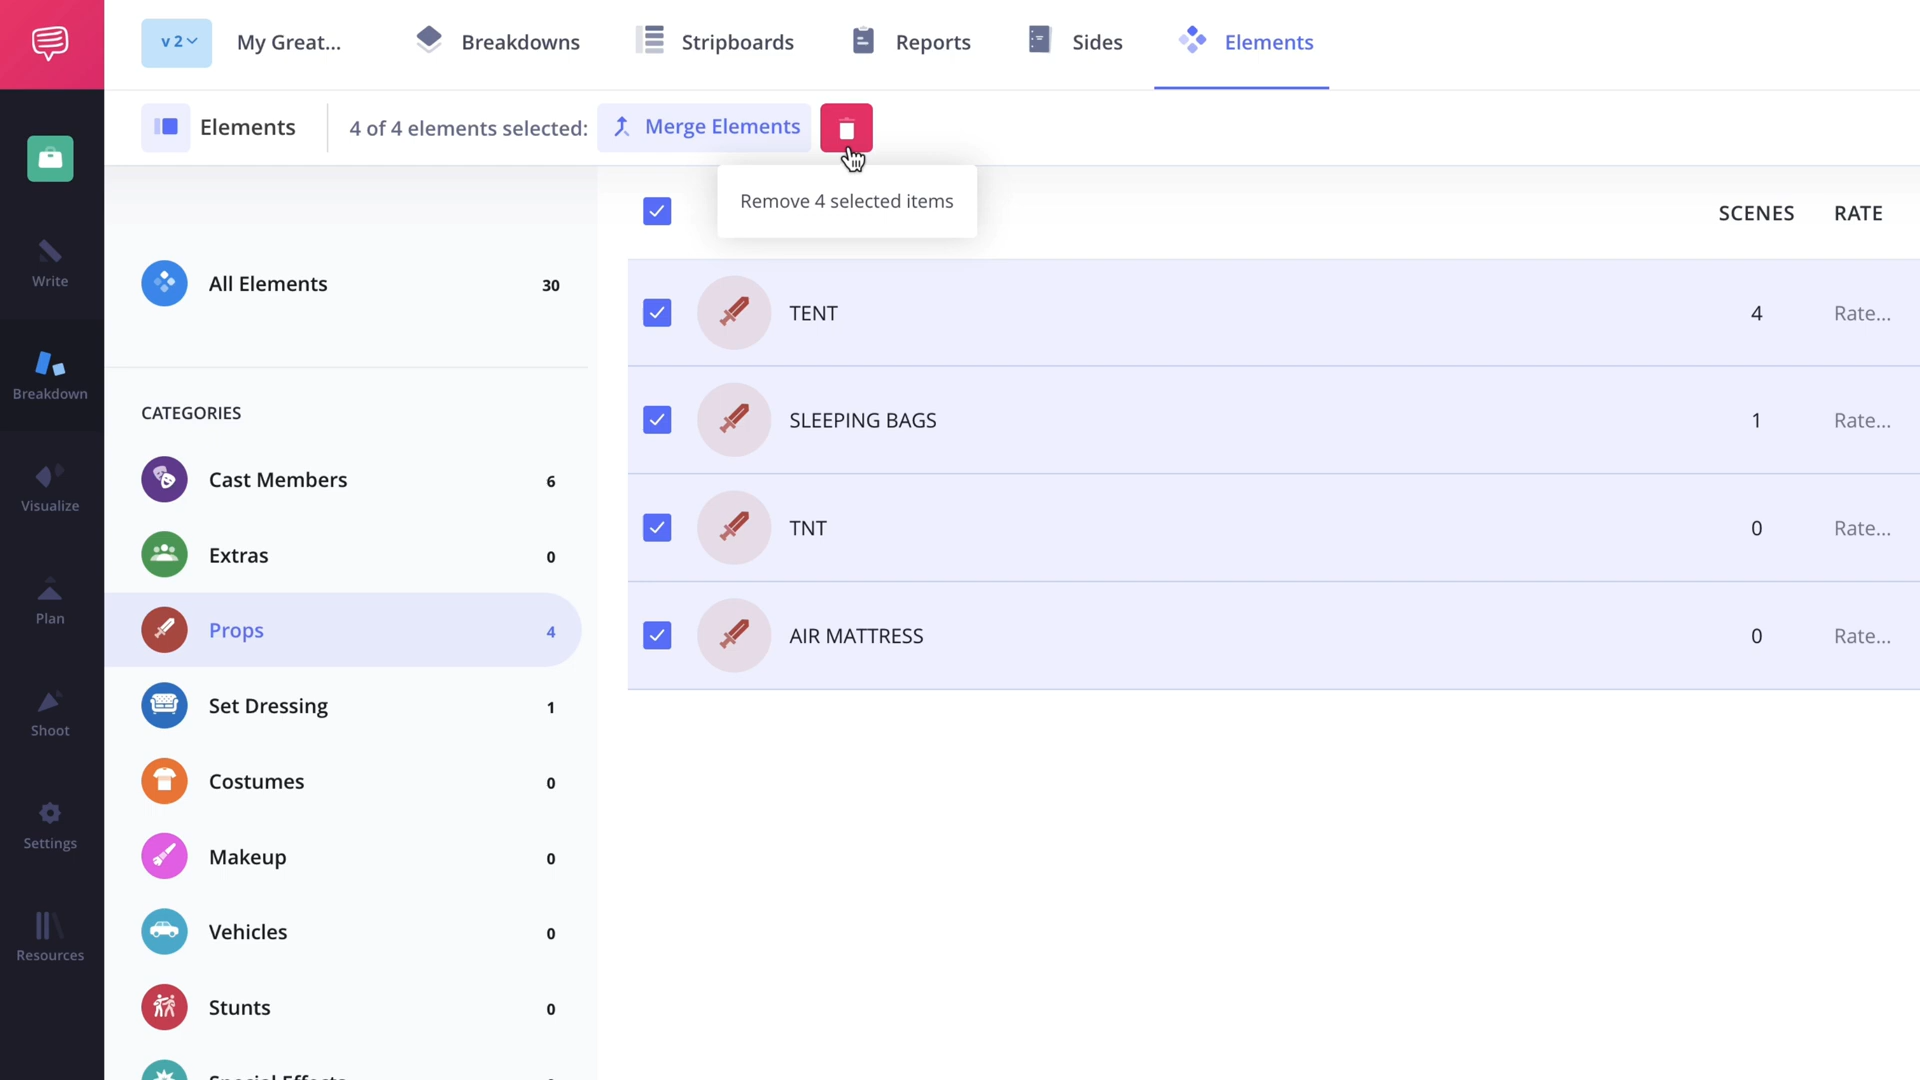 v 2
My Great...
Breakdowns
Stripboards
Reports
Sides
Elements
Elements
4 of 4 elements selected:
Merge Elements
Remove 4 selected items
SCENES
RATE
Write
Breakdown
Visualize
Plan
Shoot
Settings
Resources
All Elements 30
CATEGORIES
Cast Members 6
Extras 0
Props 4
Set Dressing 1
Costumes 0
Makeup 0
Vehicles 0
Stunts 0
Special Effects
TENT 4 Rate...
SLEEPING BAGS 1 Rate...
TNT 0 Rate...
AIR MATTRESS 0 Rate...